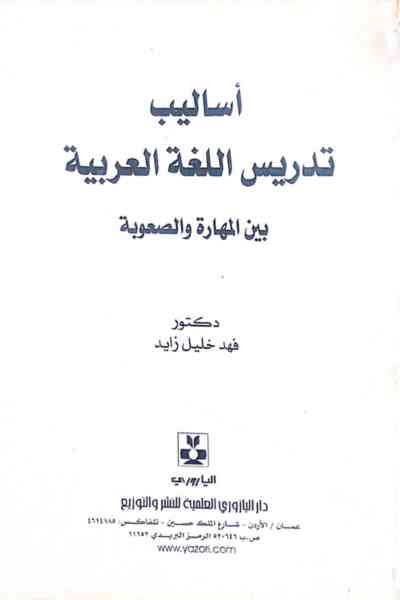 أساليب
تدريس اللغة العربية
بين المهارة والصعوبة
دكتور
فهد خليل زايد
اليازوري
دار اليازوري العلمية للنشر والتوزيع
عمان / الأردن - شارع الملك حسين - تلفاكس: ٤٦١٤١٨٥
ص.ب ٥٢٠٦٤٦ الرمز البريدي ١١١٥٢
www.yazori.com